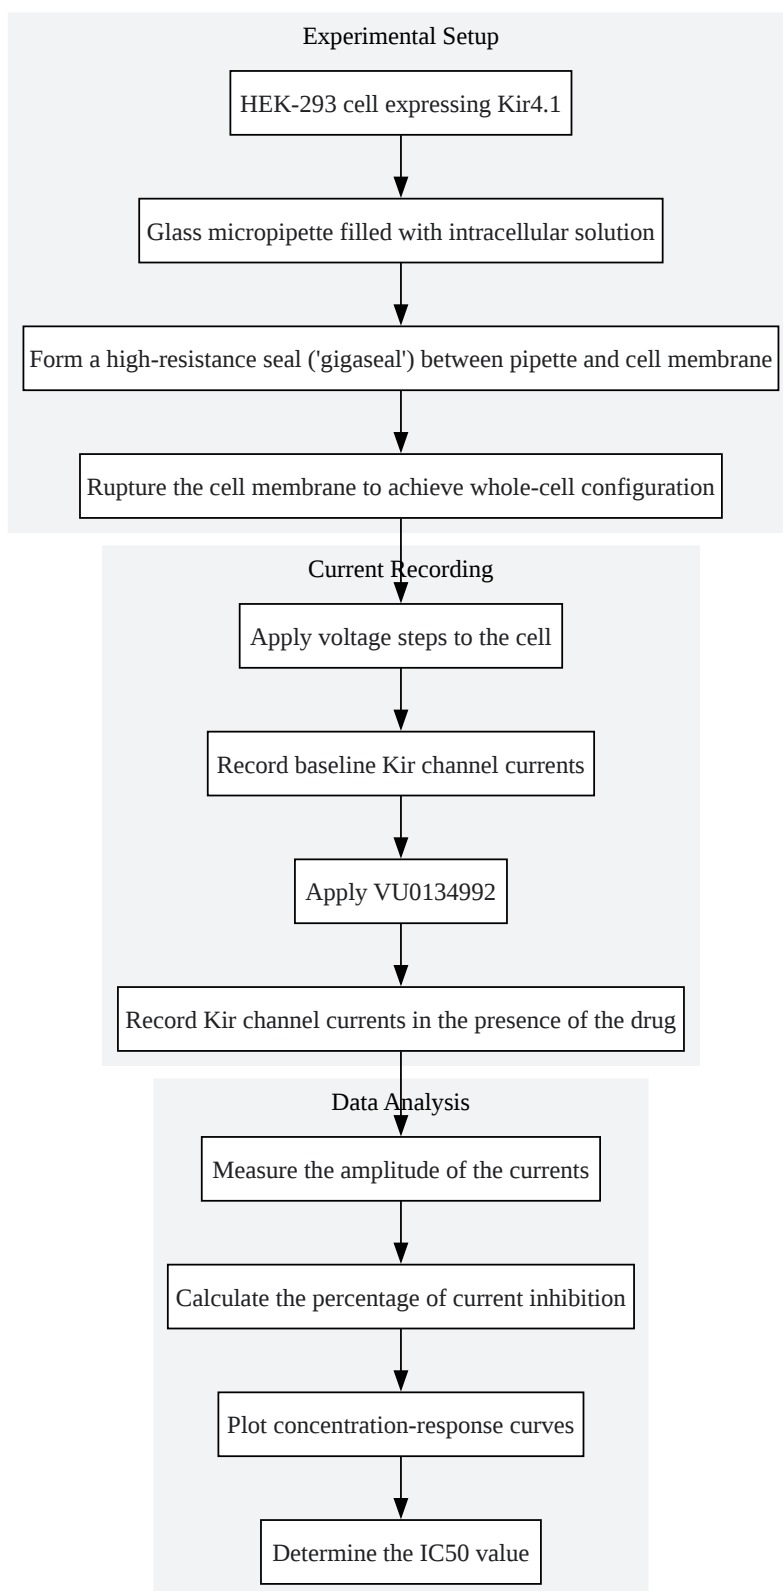 Experimental Setup
HEK-293 cell expressing Kir4.1
Glass micropipette filled with intracellular solution
Form a high-resistance seal ('gigaseal') between pipette and cell membrane
Rupture the cell membrane to achieve whole-cell configuration
Current Recording
Apply voltage steps to the cell
Record baseline Kir channel currents
Apply VU0134992
Record Kir channel currents in the presence of the drug
Data Analysis
Measure the amplitude of the currents
Calculate the percentage of current inhibition
Plot concentration-response curves
Determine the IC50 value